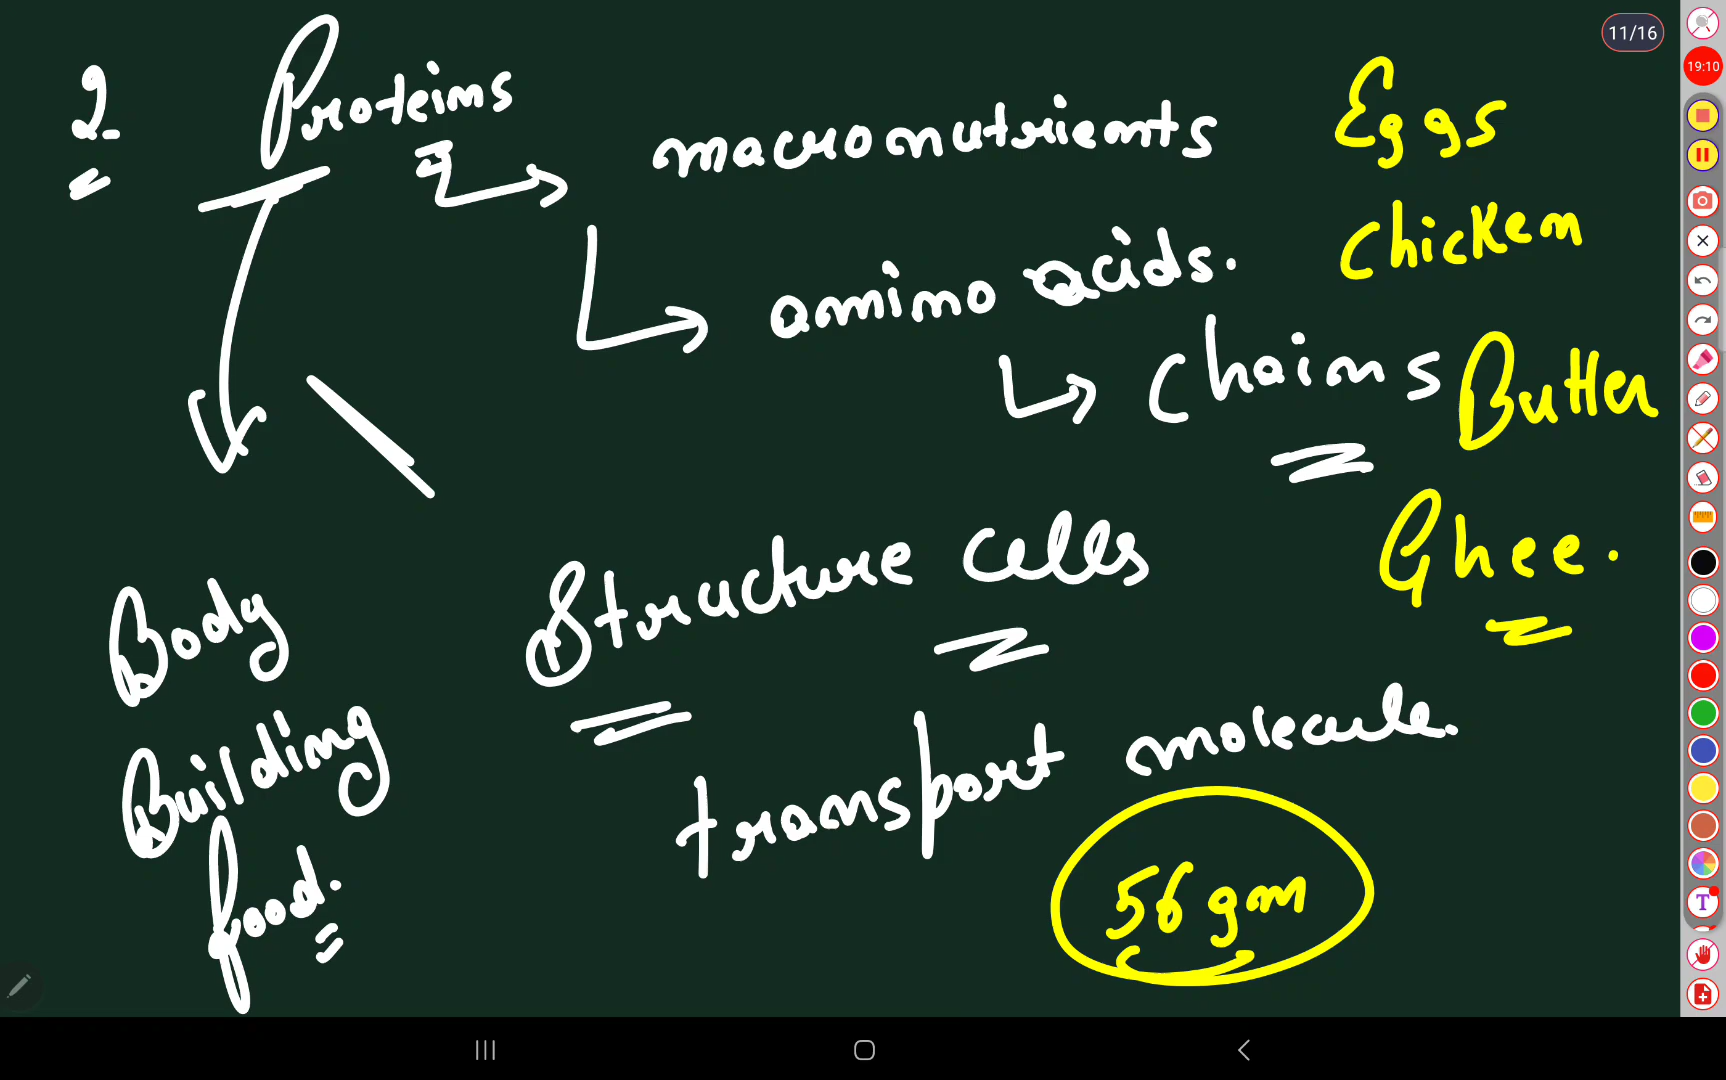 11/16
19:10
2 Proteins
macronutrients
Eggs
Chicken
amino acids.
Chains
Butter
Structure cells
Ghee.
Body
Building
food.
transport molecule.
56 gm
T